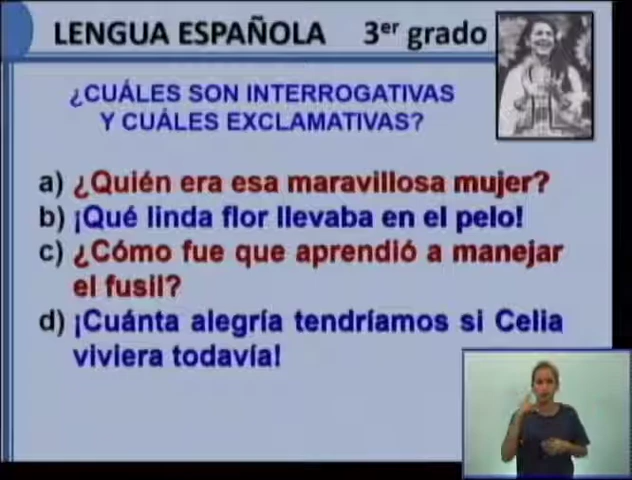 LENGUA ESPAÑOLA 3er grado
¿CUÁLES SON INTERROGATIVAS
Y CUÁLES EXCLAMATIVAS?
a) ¿Quién era esa maravillosa mujer?
b) ¡Qué linda flor llevaba en el pelo!
c) ¿Cómo fue que aprendió a manejar
el fusil?
d) ¡Cuánta alegría tendríamos si Celia
viviera todavía!